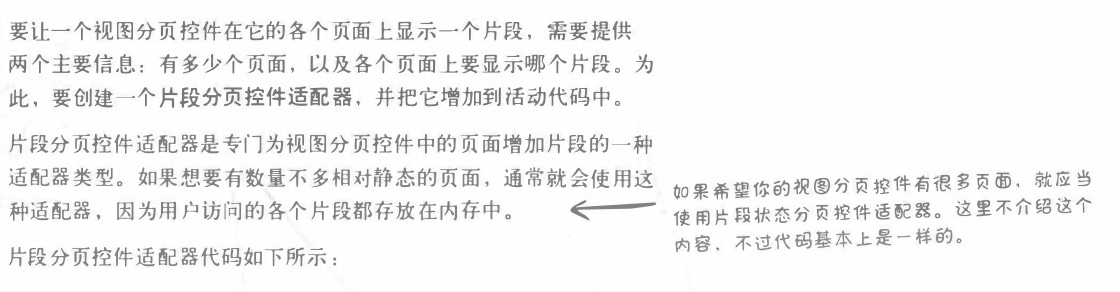 要让一个视图分页控件在它的各个页面上显示一个片段，需要提供
两个主要信息：有多少个页面，以及各个页面上要显示哪个片段。为
此，要创建一个片段分页控件适配器，并把它增加到活动代码中。
片段分页控件适配器是专门为视图分页控件中的页面增加片段的一种
适配器类型。如果想要有数量不多相对静态的页面，通常就会使用这
种适配器，因为用户访问的各个片段都存放在内存中。
如果希望你的视图分页控件有很多页面，就应当
使用片段状态分页控件适配器。这里不介绍这个
内容，不过代码基本上是一样的。
片段分页控件适配器代码如下所示：